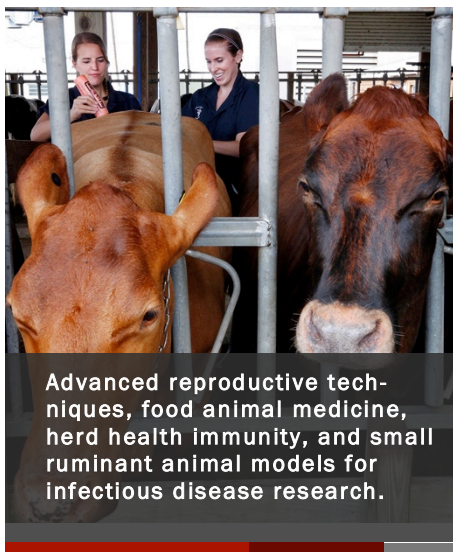 Advanced reproductive tech-
niques, food animal medicine,
herd health immunity, and small
ruminant animal models for
infectious disease research.